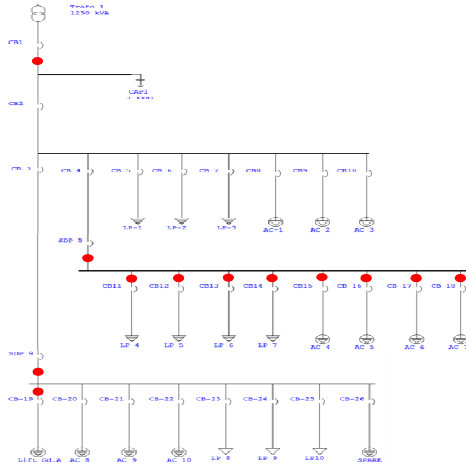 Trafo 1
1250 kVA
CB1
CAP1
CB2
CB 3
CB 4
CB 5
CB 6
CB 7
CB8
CB9
CB10
LP-1
LP-2
LP-3
AC-1
AC 2
AC 3
CB11
CB12
CB13
CB14
CB15
CB 16
CB 17
CB 18
LP 4
LP 5
LP 6
LP 7
AC 4
AC 5
AC 6
AC 7
CB-19
CB-20
CB-21
CB-22
CB-23
CB-24
CB-25
CB-26
Lift Gd.A
AC 8
AC 9
AC 10
LP 8
LP 9
LP10
SPARE